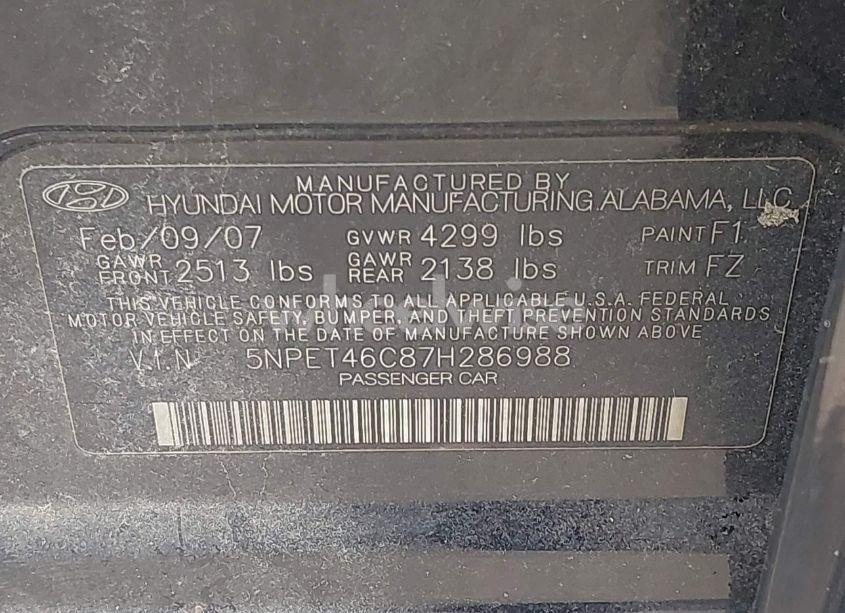 MANUFACTURED BY
HYUNDAI MOTOR MANUFACTURING ALABAMA, LLC
Feb/09/07 GVWR 4299 lbs PAINT F1
GAWR FRONT 2513 lbs GAWR REAR 2138 lbs TRIM FZ
THIS VEHICLE CONFORMS TO ALL APPLICABLE U.S.A. FEDERAL
MOTOR VEHICLE SAFETY, BUMPER, AND THEFT PREVENTION STANDARDS
IN EFFECT ON THE DATE OF MANUFACTURE SHOWN ABOVE
V.I.N 5NPET46C87H286988
PASSENGER CAR